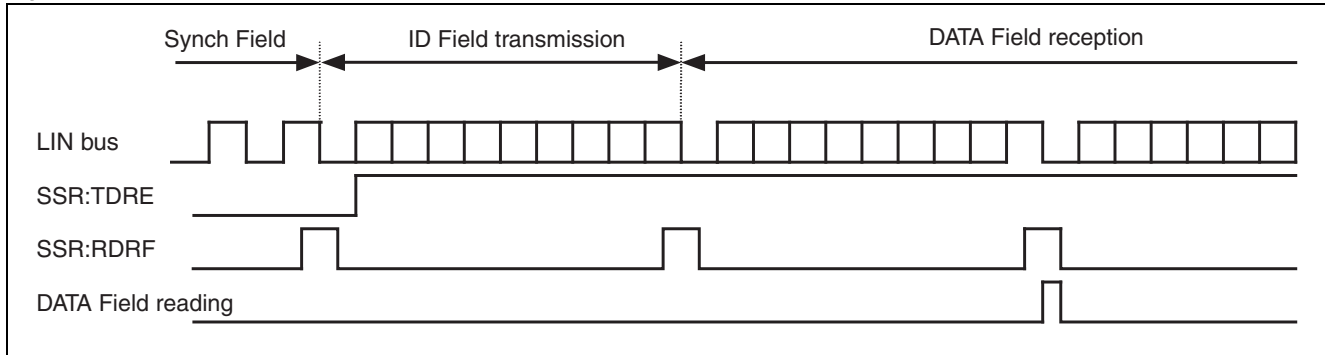 Synch Field ID Field transmission DATA Field reception
LIN bus
SSR:TDRE
SSR:RDRF
DATA Field reading